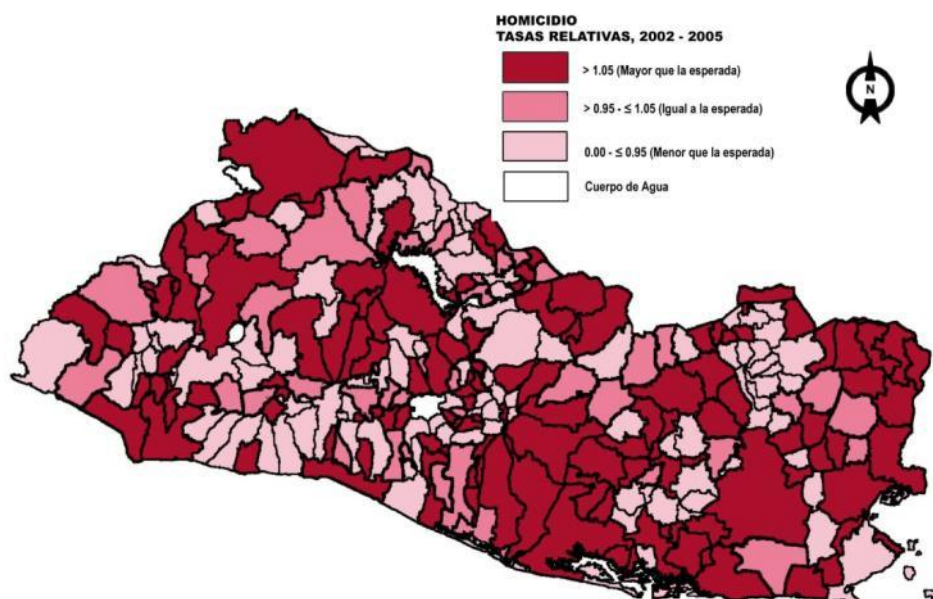 HOMICIDIO
TASAS RELATIVAS, 2002 - 2005
> 1.05 (Mayor que la esperada)
> 0.95 - ≤ 1.05 (Igual a la esperada)
0.00 - ≤ 0.95 (Menor que la esperada)
Cuerpo de Agua
N